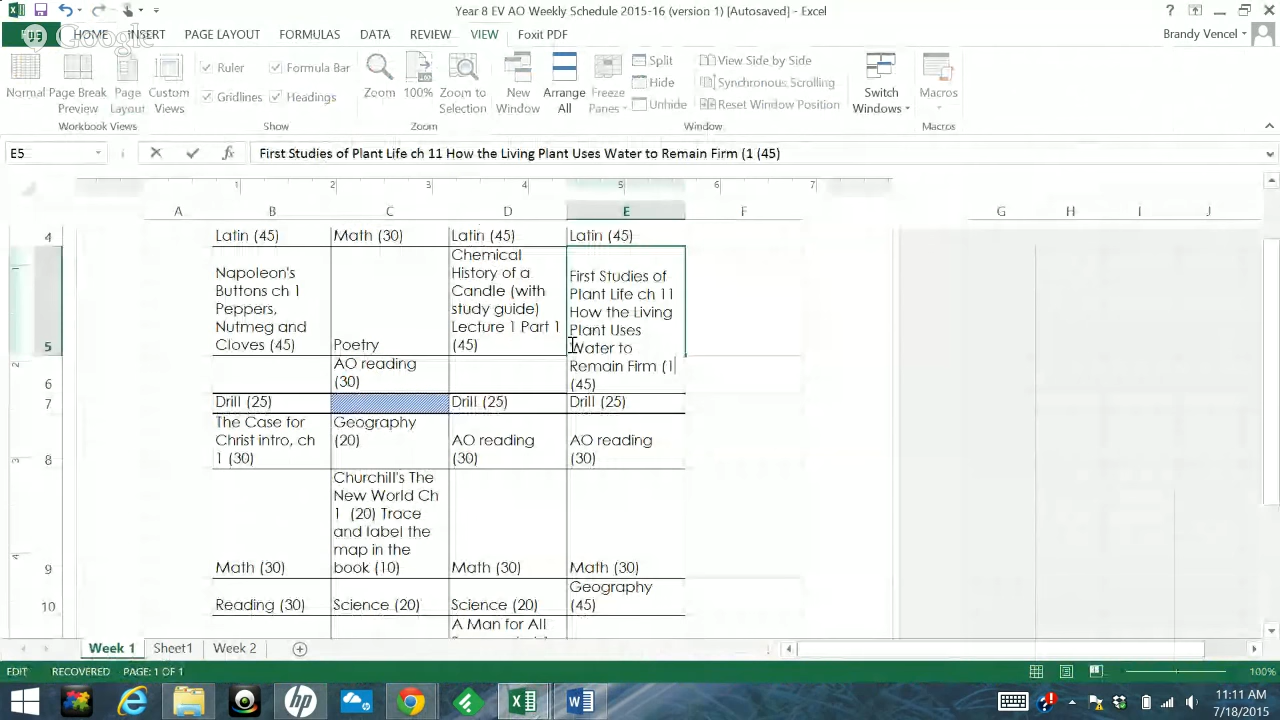 Year 8 EV AO Weekly Schedule 2015-16 (version 1) [Autosaved] - Excel
FILE HOME INSERT PAGE LAYOUT FORMULAS DATA REVIEW VIEW Foxit PDF Brandy Vencel
Google
Normal Page Break Preview Page Layout Custom Views
Ruler Formula Bar
Gridlines Headings
Zoom 100% Zoom to Selection
New Window Arrange All Freeze Panes
Split
Hide
Unhide
View Side by Side
Synchronous Scrolling
Reset Window Position
Switch Windows Macros
Workbook Views Show Zoom Window Macros
E5 fx First Studies of Plant Life ch 11 How the Living Plant Uses Water to Remain Firm (1 (45)
1 2 3 4 5 6 7
A B C D E F G H I J
4 Latin (45) Math (30) Latin (45) Latin (45)
5
Napoleon's
Buttons ch 1
Peppers,
Nutmeg and
Cloves (45)
Poetry
Chemical
History of a
Candle (with
study guide)
Lecture 1 Part 1
(45)
First Studies of
Plant Life ch 11
How the Living
Plant Uses
Water to
Remain Firm (1
(45)
6
AO reading
(30)
7 Drill (25) Drill (25) Drill (25)
8
The Case for
Christ intro, ch
1 (30)
Geography
(20)
AO reading
(30)
AO reading
(30)
9 Math (30)
Churchill's The
New World Ch
1 (20) Trace
and label the
map in the
book (10)
Math (30) Math (30)
10 Reading (30) Science (20) Science (20)
Geography
(45)
A Man for All
Week 1 Sheet1 Week 2
EDIT RECOVERED PAGE: 1 OF 1 100%
11:11 AM
7/18/2015